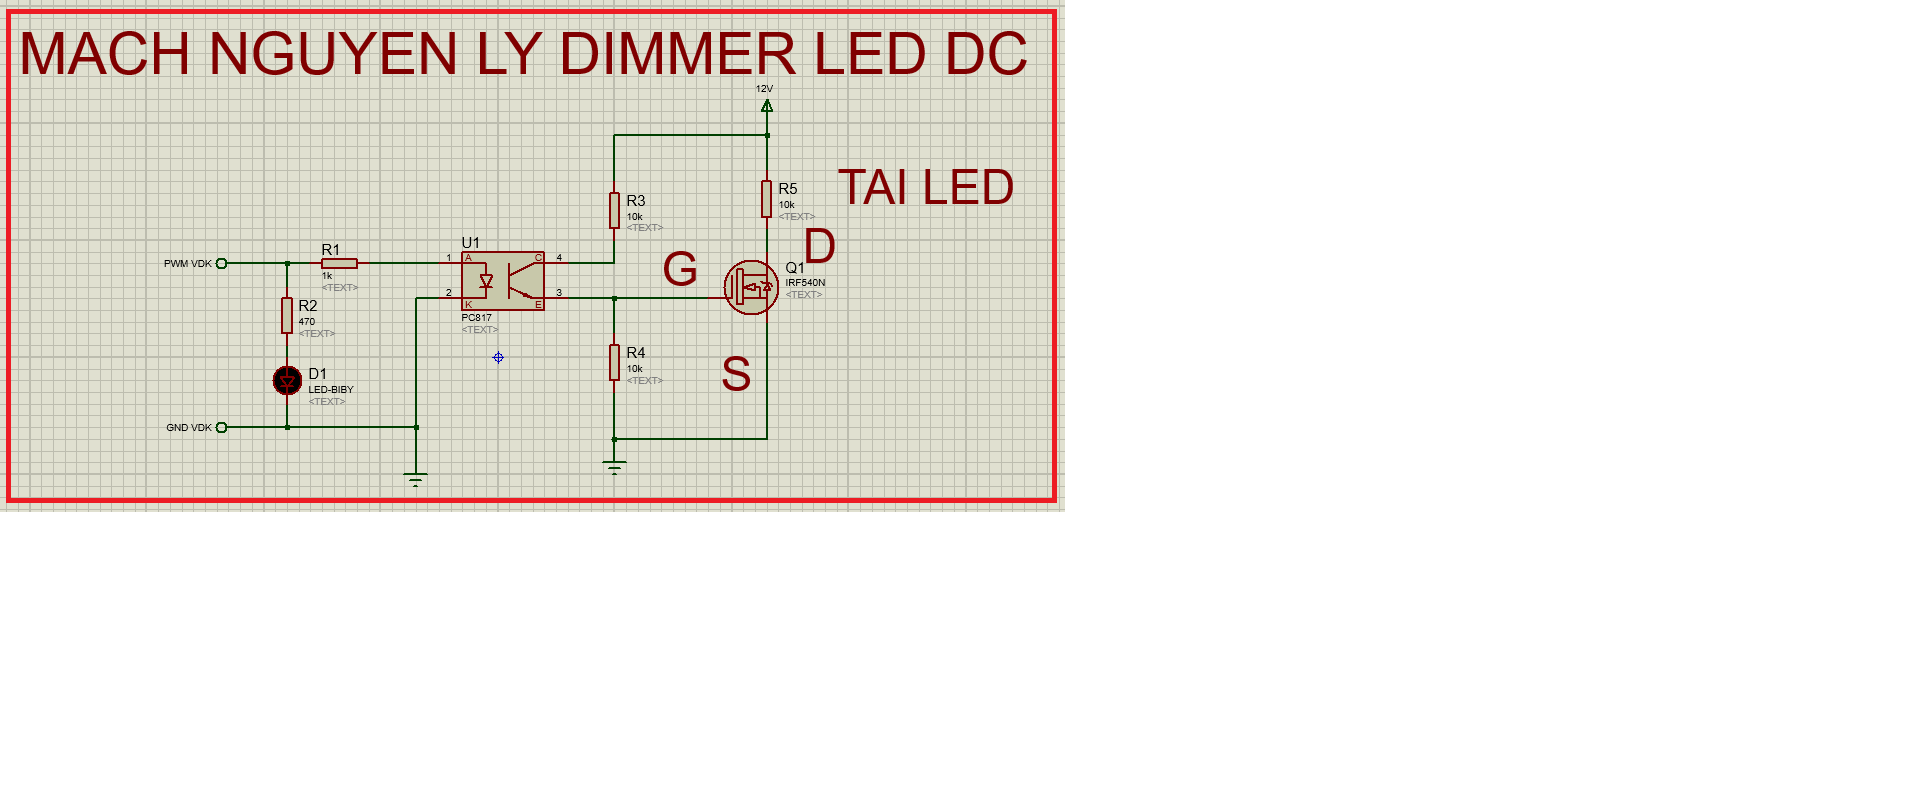 MACH NGUYEN LY DIMMER LED DC
12V
TAI LED
R5
10k
<TEXT>
R3
10k
<TEXT>
D
G
Q1
IRF540N
<TEXT>
U1
1
A
C
4
2
K
E
3
PC817
<TEXT>
PWM VDK
R1
1k
<TEXT>
R2
470
<TEXT>
R4
10k
<TEXT>
S
D1
LED-BIBY
<TEXT>
GND VDK